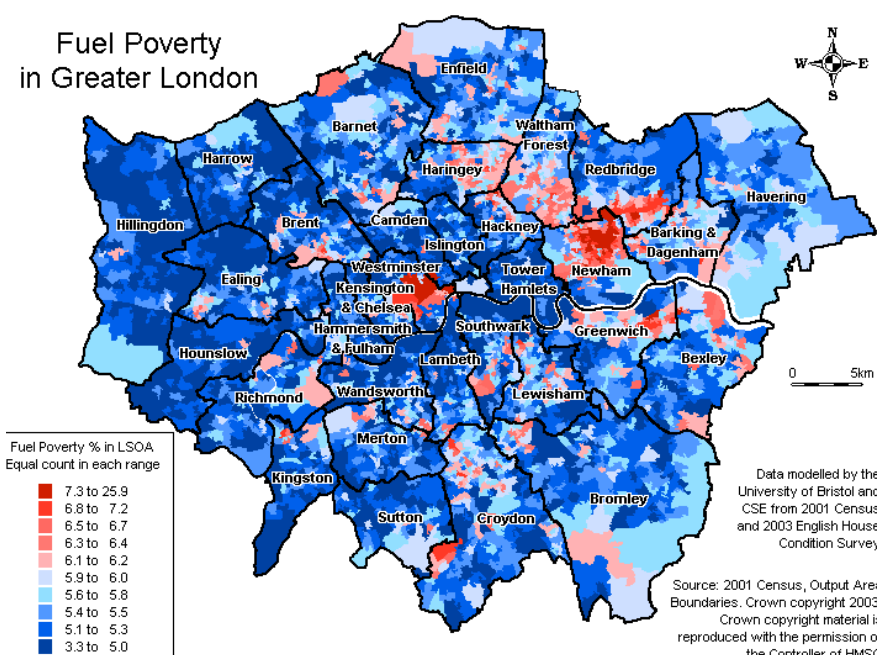 Fuel Poverty
in Greater London
N
W E
S
Enfield
Barnet
Waltham
Forest
Harrow
Haringey
Redbridge
Havering
Hillingdon
Brent
Camden
Hackney
Islington
Barking &
Dagenham
Ealing
Westminster
Tower
Hamlets
Newham
Kensington
& Chelsea
Southwark
Greenwich
Hammersmith
& Fulham
Hounslow
Lambeth
Bexley
0 5km
Richmond
Wandsworth
Lewisham
Merton
Kingston
Bromley
Sutton
Croydon
Fuel Poverty % in LSOA
Equal count in each range
7.3 to 25.9
6.8 to 7.2
6.5 to 6.7
6.3 to 6.4
6.1 to 6.2
5.9 to 6.0
5.6 to 5.8
5.4 to 5.5
5.1 to 5.3
3.3 to 5.0
Data modelled by the
University of Bristol and
CSE from 2001 Census
and 2003 English House
Condition Survey
Source: 2001 Census, Output Area
Boundaries. Crown copyright 2003.
Crown copyright material is
reproduced with the permission of
the Controller of HMSO